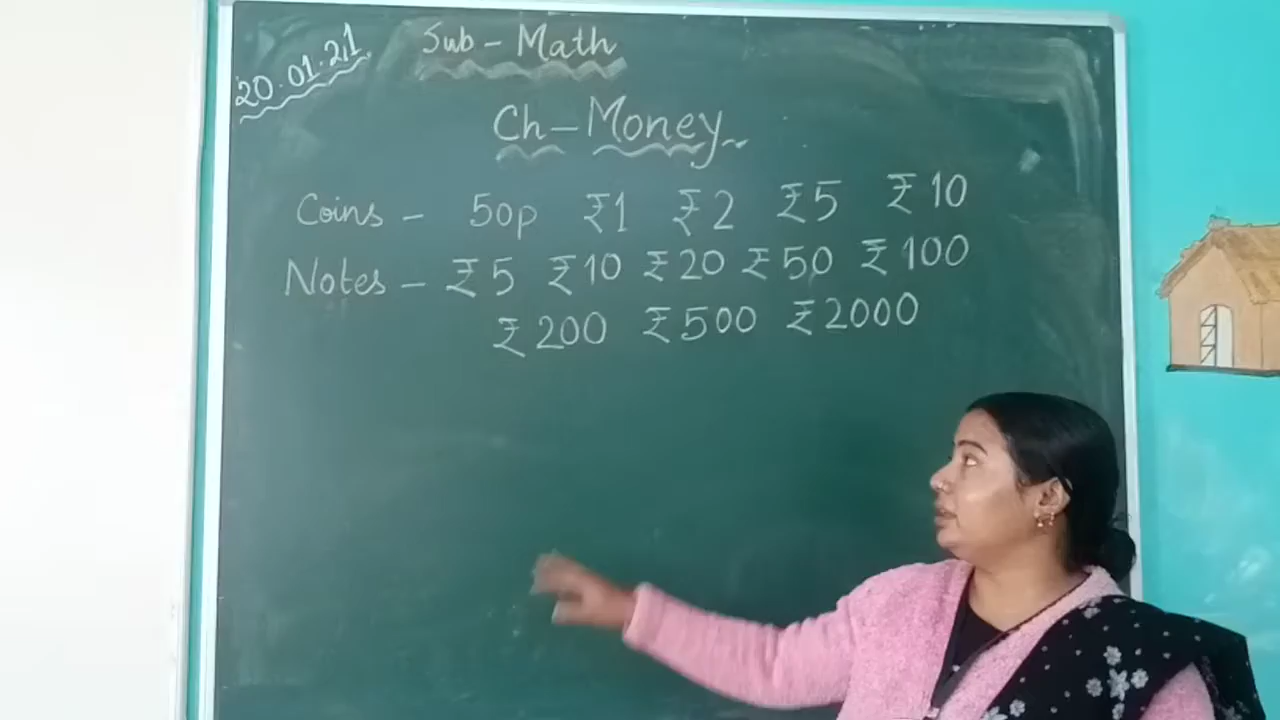 20.01.21
Sub - Math
Ch - Money
Coins - 50p ₹1 ₹2 ₹5 ₹10
Notes - ₹5 ₹10 ₹20 ₹50 ₹100
₹200 ₹500 ₹2000